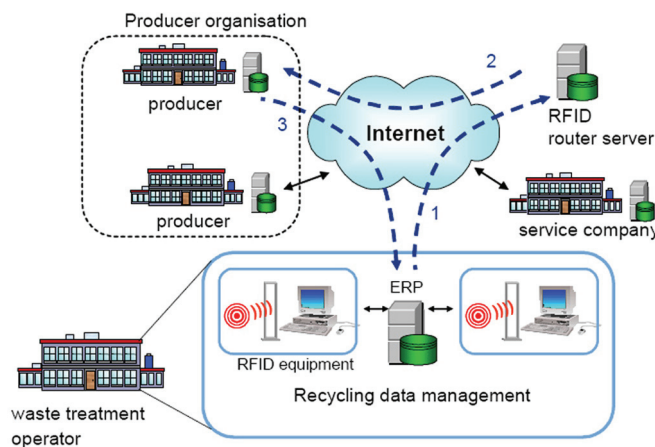 Producer organisation
producer
2
3
Internet
RFID
router server
producer
1
service company
ERP
RFID equipment
Recycling data management
waste treatment
operator